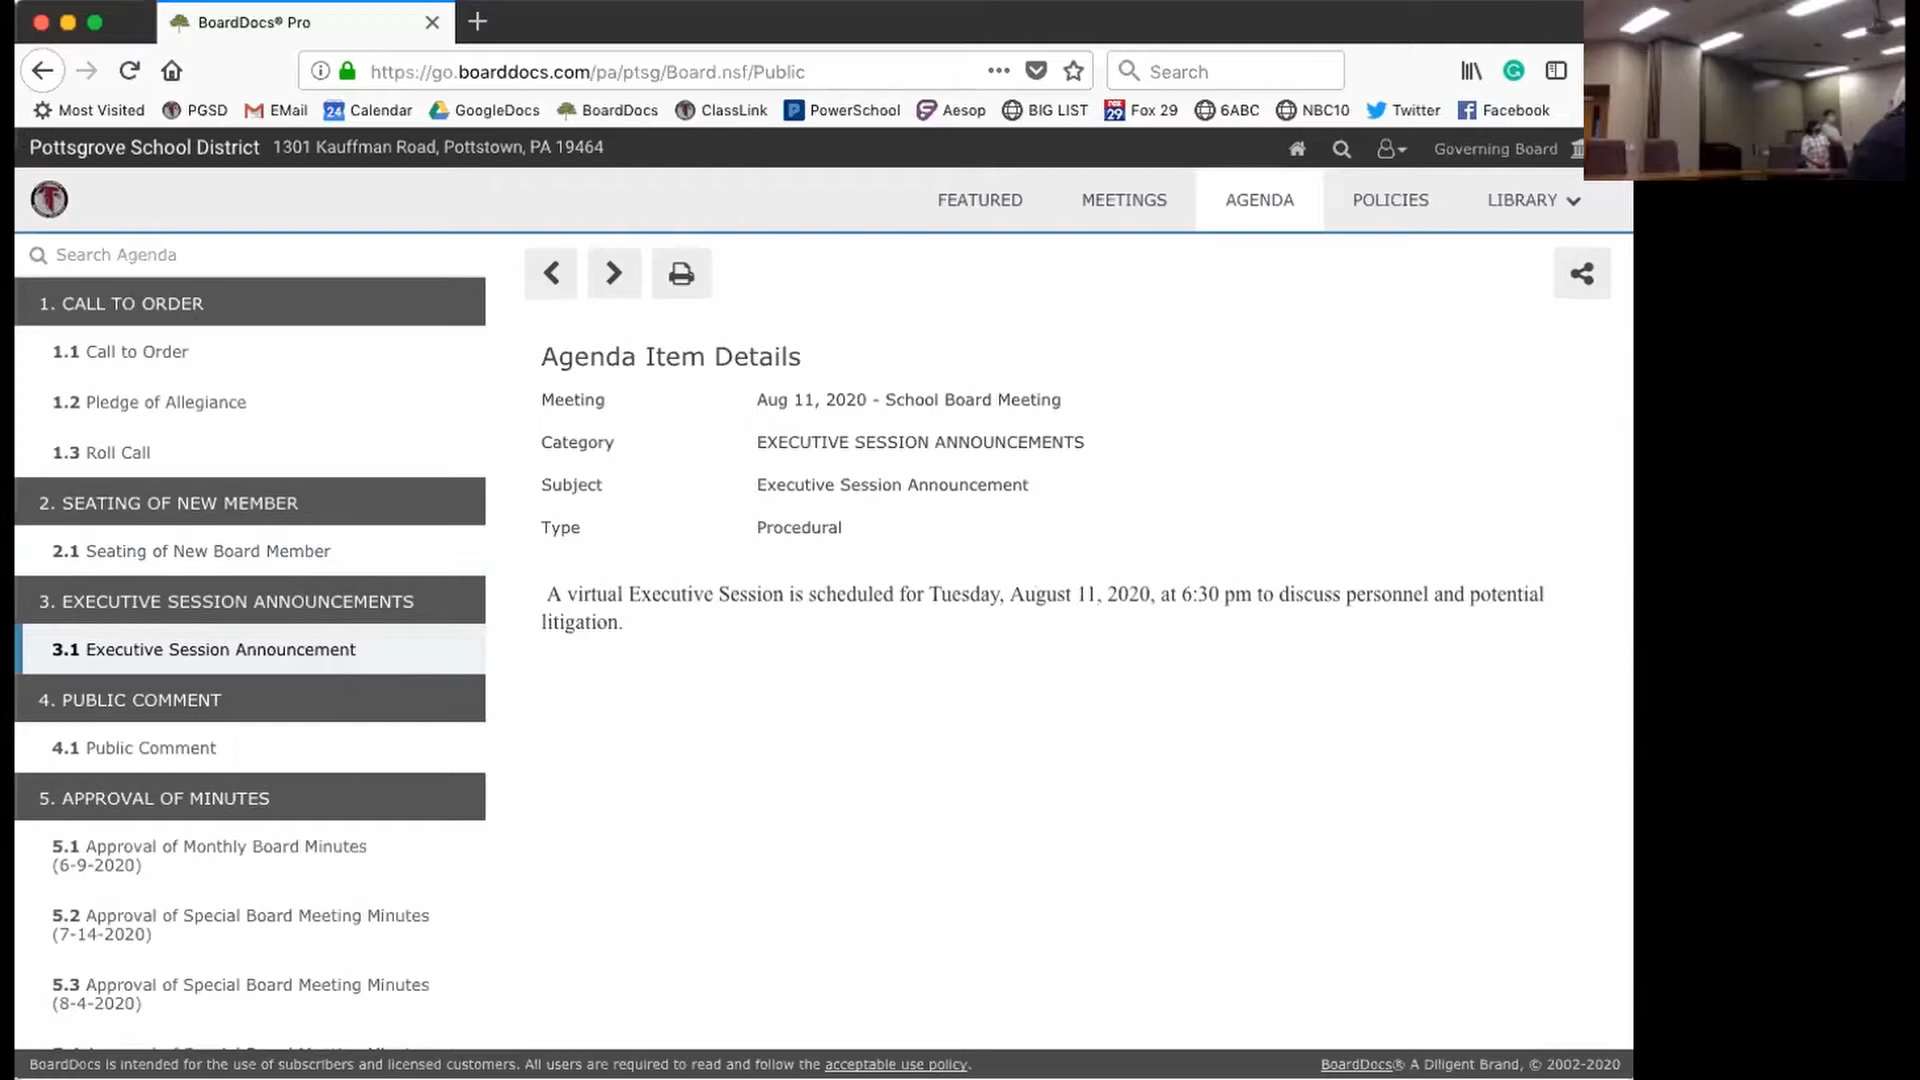 BoardDocs® Pro
https://go.boarddocs.com/pa/ptsg/Board.nsf/Public
Search
Most Visited PGSD EMail 24 Calendar GoogleDocs BoardDocs ClassLink PowerSchool Aesop BIG LIST Fox 29 6ABC NBC10 Twitter Facebook
Pottsgrove School District 1301 Kauffman Road, Pottstown, PA 19464
Governing Board
FEATURED MEETINGS AGENDA POLICIES LIBRARY
Search Agenda
1. CALL TO ORDER
1.1 Call to Order
1.2 Pledge of Allegiance
1.3 Roll Call
2. SEATING OF NEW MEMBER
2.1 Seating of New Board Member
3. EXECUTIVE SESSION ANNOUNCEMENTS
3.1 Executive Session Announcement
4. PUBLIC COMMENT
4.1 Public Comment
5. APPROVAL OF MINUTES
5.1 Approval of Monthly Board Minutes
(6-9-2020)
5.2 Approval of Special Board Meeting Minutes
(7-14-2020)
5.3 Approval of Special Board Meeting Minutes
(8-4-2020)
Agenda Item Details
Meeting Aug 11, 2020 - School Board Meeting
Category EXECUTIVE SESSION ANNOUNCEMENTS
Subject Executive Session Announcement
Type Procedural
A virtual Executive Session is scheduled for Tuesday, August 11, 2020, at 6:30 pm to discuss personnel and potential
litigation.
BoardDocs is intended for the use of subscribers and licensed customers. All users are required to read and follow the acceptable use policy.
BoardDocs® A Diligent Brand, © 2002-2020